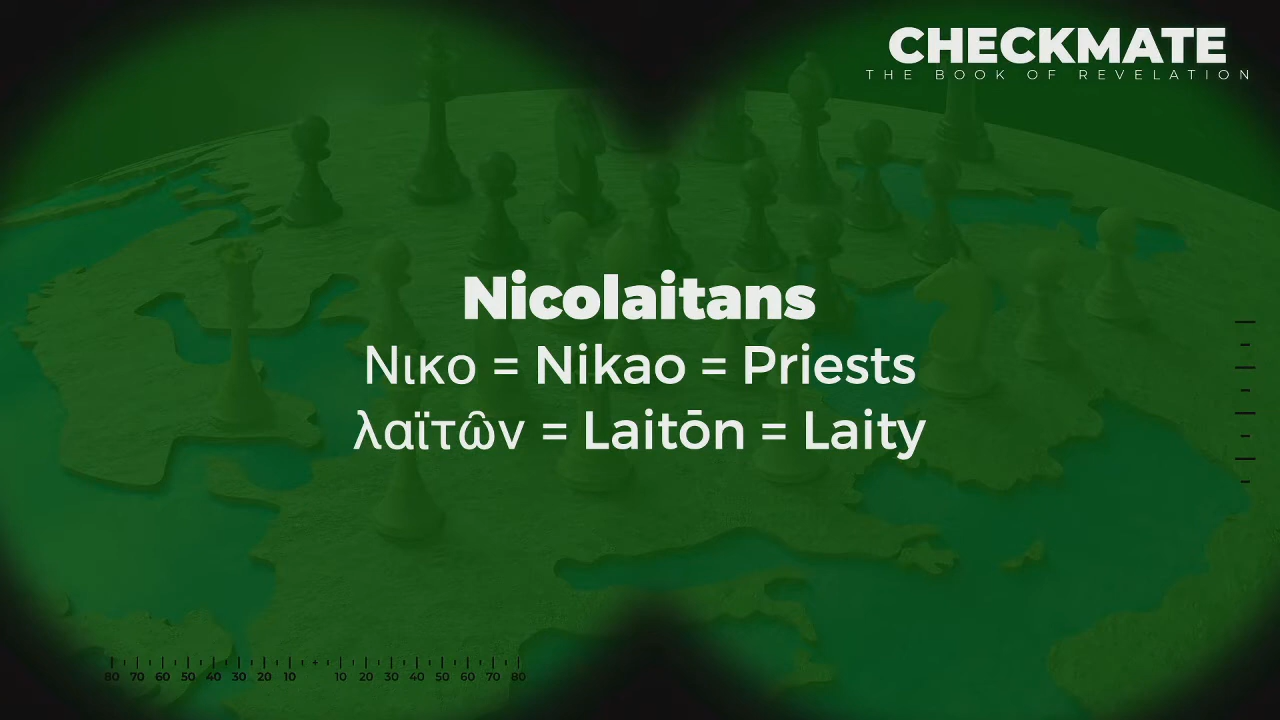 CHECKMATE
THE BOOK OF REVELATION
Nicolaitans
Νικο = Nikao = Priests
λαϊτῶν = Laitōn = Laity
80 70 60 50 40 30 20 10 10 20 30 40 50 60 70 80